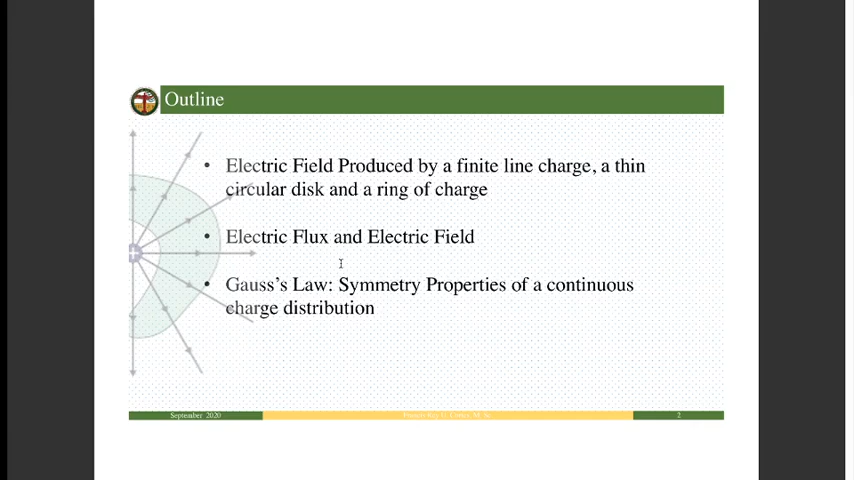 Outline
• Electric Field Produced by a finite line charge, a thin
circular disk and a ring of charge
• Electric Flux and Electric Field
• Gauss’s Law: Symmetry Properties of a continuous
charge distribution
September 2020
2